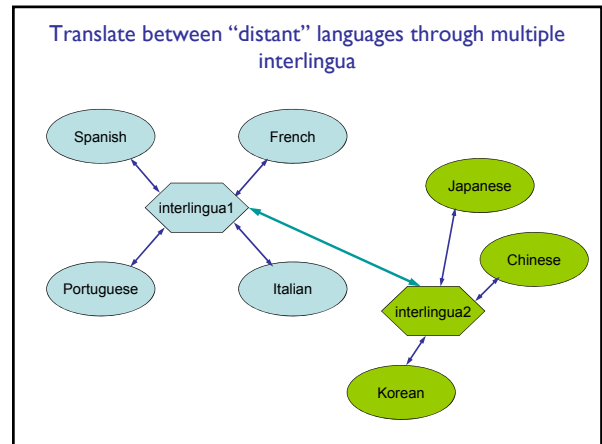 Translate between “distant” languages through multiple
interlingua
Spanish
French
Japanese
interlingua1
Chinese
Portuguese
Italian
interlingua2
Korean